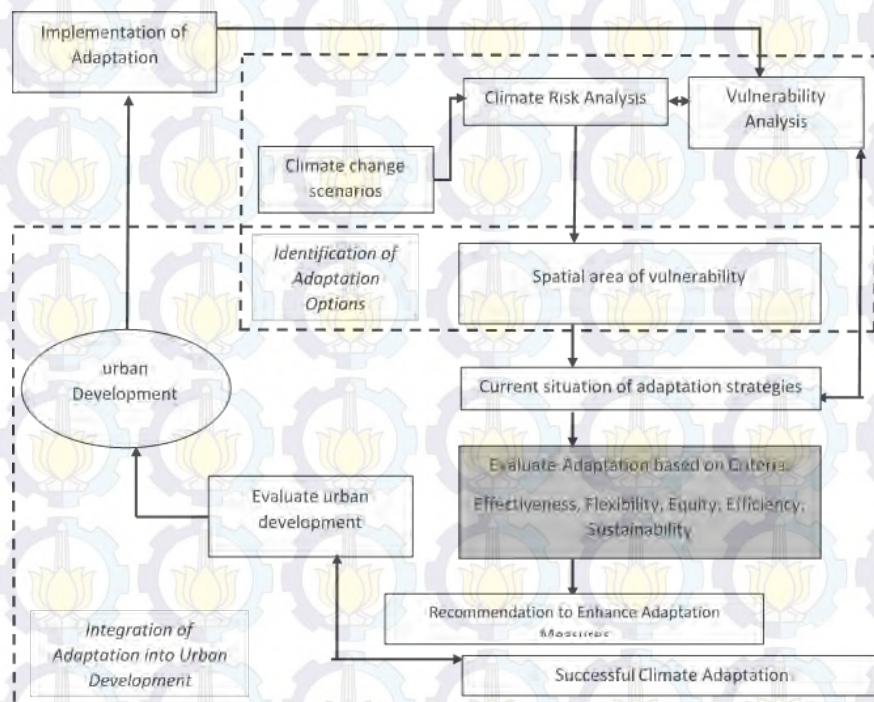 Implementation of
Adaptation
Climate Risk Analysis
Vulnerability
Analysis
Climate change
scenarios
Identification of
Adaptation
Options
Spatial area of vulnerability
urban
Development
Current situation of adaptation strategies
Evaluate Adaptation based on Criteria
Effectiveness, Flexibility, Equity, Efficiency,
Sustainability
Evaluate urban
development
Recommendation to Enhance Adaptation
Measures
Integration of
Adaptation into Urban
Development
Successful Climate Adaptation